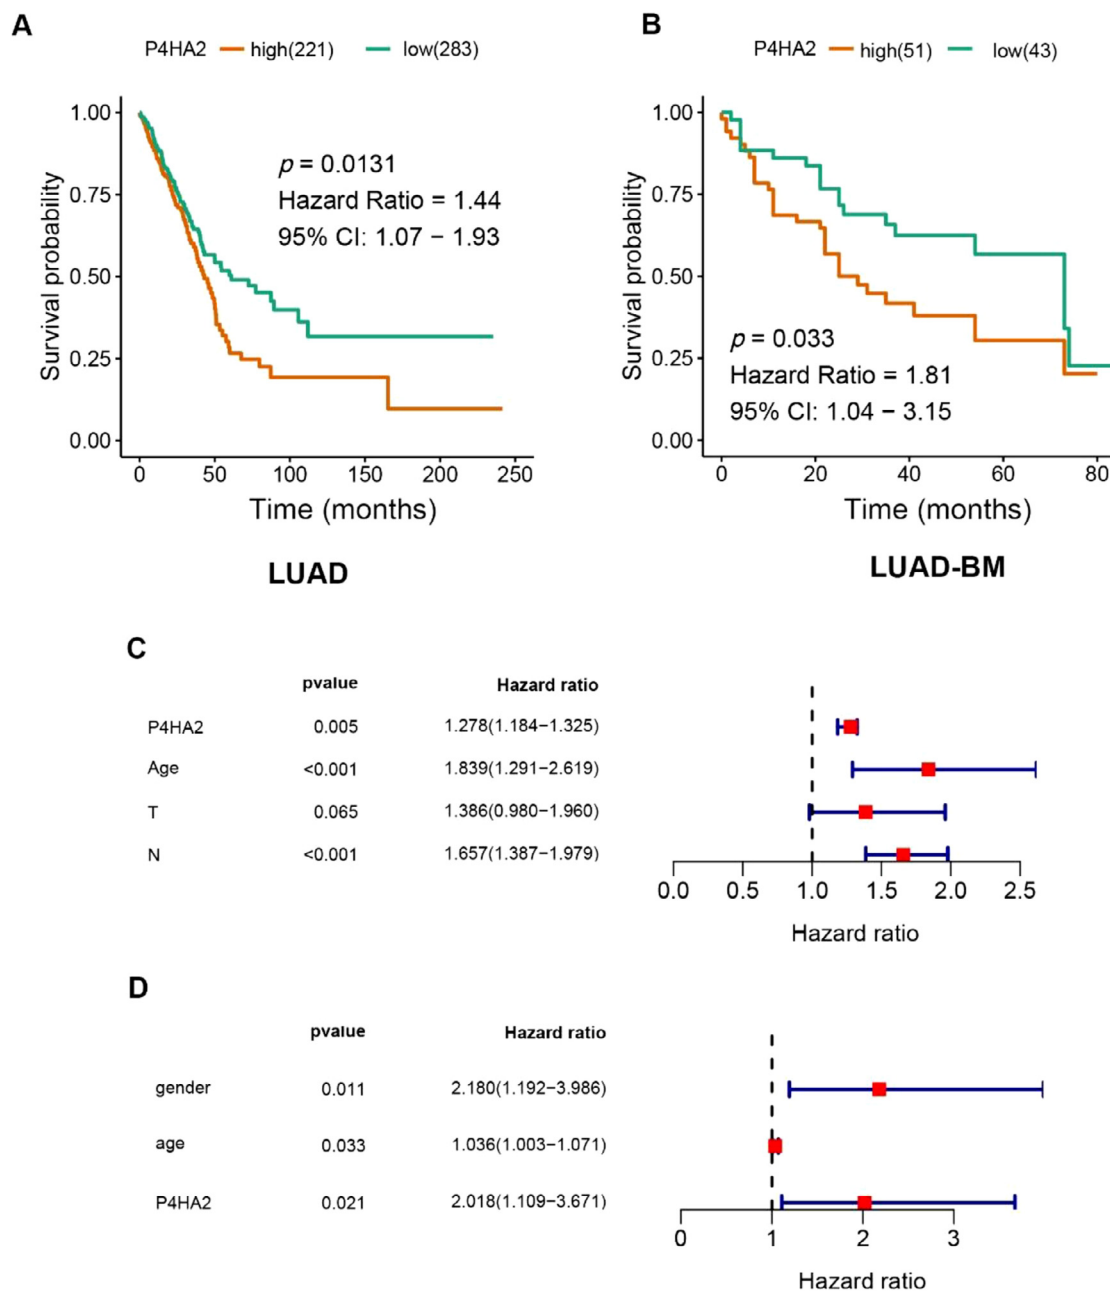 A
P4HA2 high(221) low(283)
1.00
0.75
0.50
0.25
0.00
Survival probability
p = 0.0131
Hazard Ratio = 1.44
95% CI: 1.07 − 1.93
0 50 100 150 200 250
Time (months)
LUAD
B
P4HA2 high(51) low(43)
1.00
0.75
0.50
0.25
0.00
Survival probability
p = 0.033
Hazard Ratio = 1.81
95% CI: 1.04 − 3.15
0 20 40 60 80
Time (months)
LUAD-BM
C
pvalue Hazard ratio
P4HA2 0.005 1.278(1.184−1.325)
Age <0.001 1.839(1.291−2.619)
T 0.065 1.386(0.980−1.960)
N <0.001 1.657(1.387−1.979)
0.0 0.5 1.0 1.5 2.0 2.5
Hazard ratio
D
pvalue Hazard ratio
gender 0.011 2.180(1.192−3.986)
age 0.033 1.036(1.003−1.071)
P4HA2 0.021 2.018(1.109−3.671)
0 1 2 3
Hazard ratio